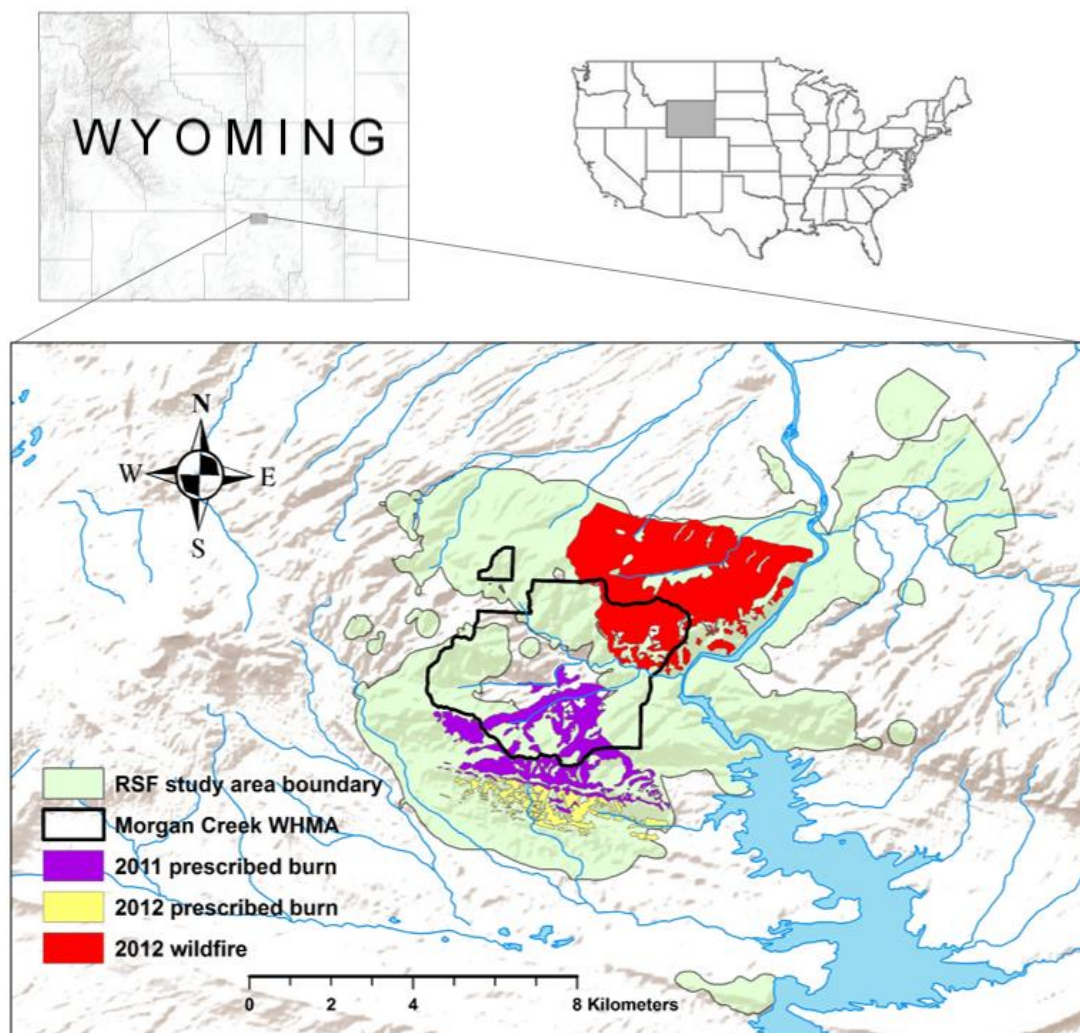 WYOMING
N
W
E
S
RSF study area boundary
Morgan Creek WHMA
2011 prescribed burn
2012 prescribed burn
2012 wildfire
0 2 4 8 Kilometers